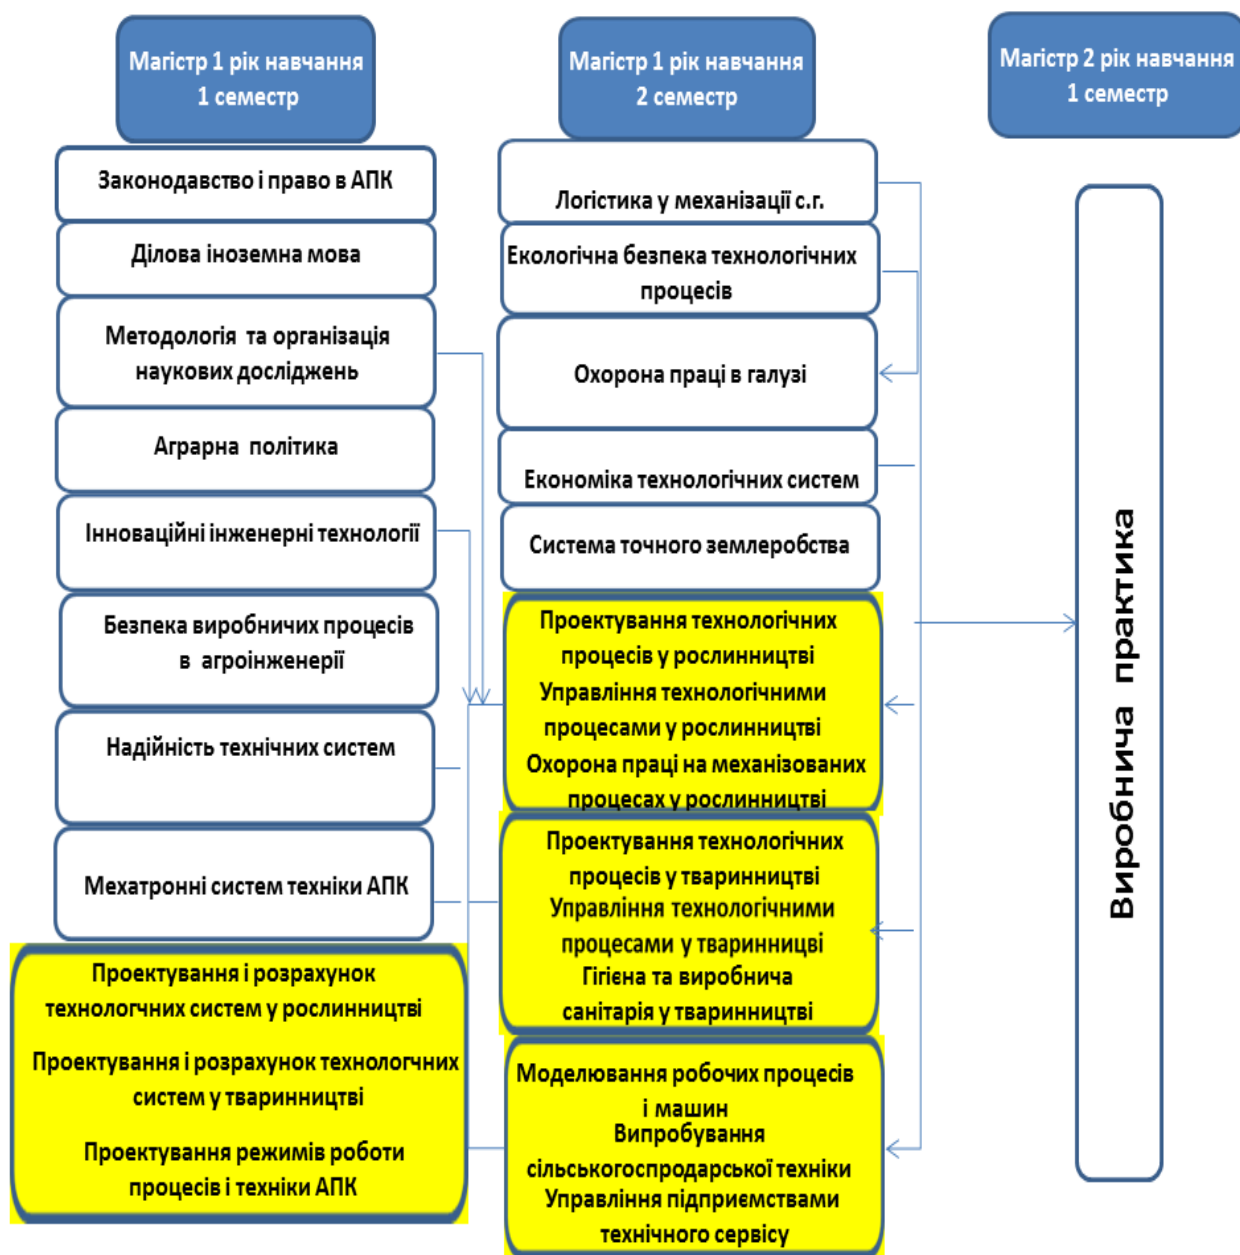 Магістр 1 рік навчання
1 семестр
Законодавство і право в АПК
Ділова іноземна мова
Методологія та організація
наукових досліджень
Аграрна політика
Інноваційні інженерні технології
Безпека виробничих процесів
в агроінженерії
Надійність технічних систем
Мехатронні систем техніки АПК
Проектування і розрахунок
технологчних систем у рослинництві
Проектування і розрахунок технологчних
систем у тваринництві
Проектування режимів роботи
процесів і техніки АПК
Магістр 1 рік навчання
2 семестр
Логістика у механізації с.г.
Екологічна безпека технологічних
процесів
Охорона праці в галузі
Економіка технологічних систем
Система точного землеробства
Проектування технологічних
процесів у рослинництві
Управління технологічними
процесами у рослинництві
Охорона праці на механізованих
процесах у рослинництві
Проектування технологічних
процесів у тваринництві
Управління технологічними
процесами у тваринницві
Гігієна та виробнича
санітарія у тваринництві
Моделювання робочих процесів
і машин
Випробування
сільськогоспродарської техніки
Управління підприємствами
технічного сервісу
Магістр 2 рік навчання
1 семестр
Виробнича практика